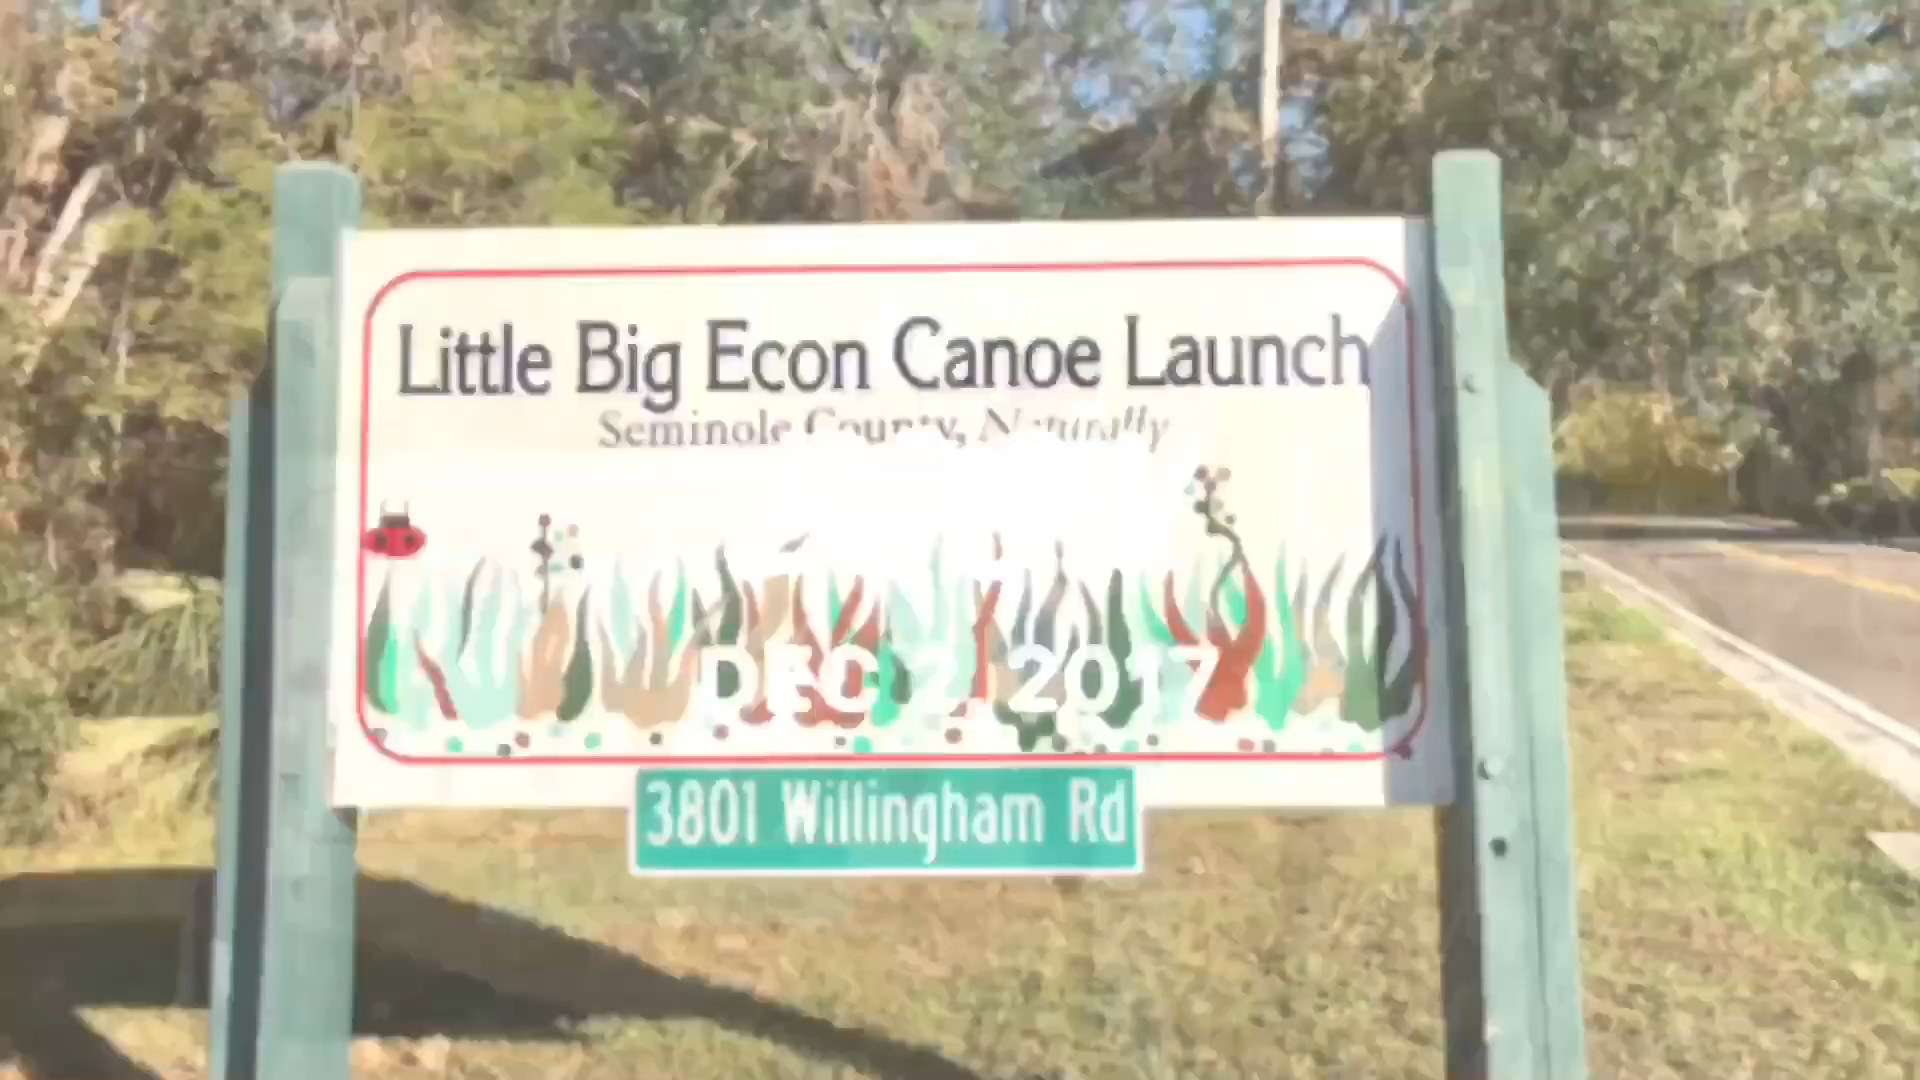 Little Big Econ Canoe Launch
Seminole County, Naturally
DEC 2, 2017
3801 Willingham Rd